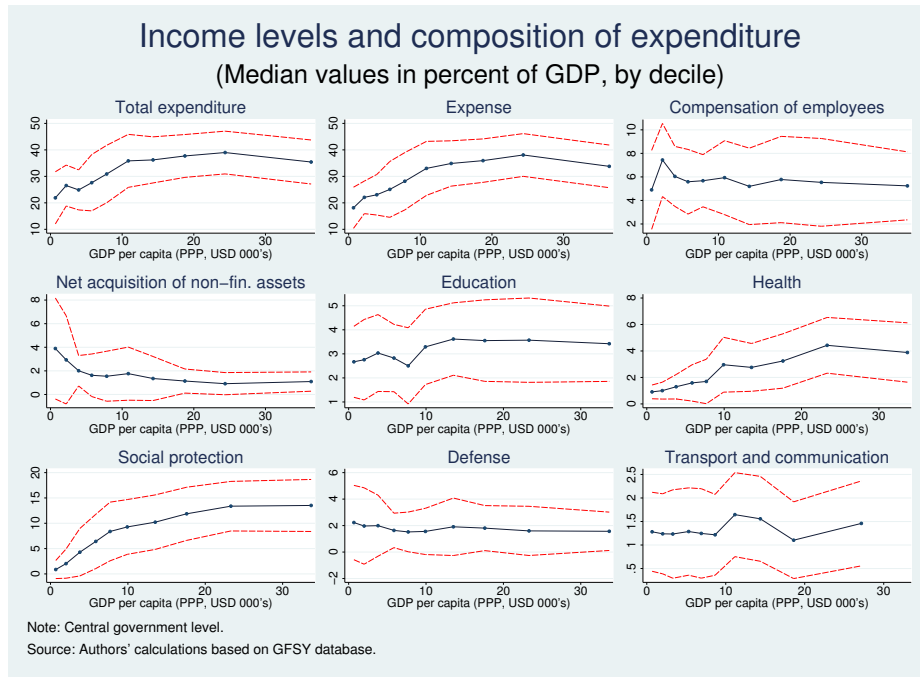 Income levels and composition of expenditure
(Median values in percent of GDP, by decile)
Total expenditure
10 20 30 40 50
0 10 20 30
GDP per capita (PPP, USD 000's)
Expense
10 20 30 40 50
0 10 20 30
GDP per capita (PPP, USD 000's)
Compensation of employees
2 4 6 8 10
0 10 20 30
GDP per capita (PPP, USD 000's)
Net acquisition of non−fin. assets
0 2 4 6 8
0 10 20 30
GDP per capita (PPP, USD 000's)
Education
1 2 3 4 5
0 10 20 30
GDP per capita (PPP, USD 000's)
Health
0 2 4 6 8
0 10 20 30
GDP per capita (PPP, USD 000's)
Social protection
0 5 10 15 20
0 10 20 30
GDP per capita (PPP, USD 000's)
Defense
−2 0 2 4 6
0 10 20 30
GDP per capita (PPP, USD 000's)
Transport and communication
.5 1 1.5 2 2.5
0 10 20 30
GDP per capita (PPP, USD 000's)
Note: Central government level.
Source: Authors' calculations based on GFSY database.